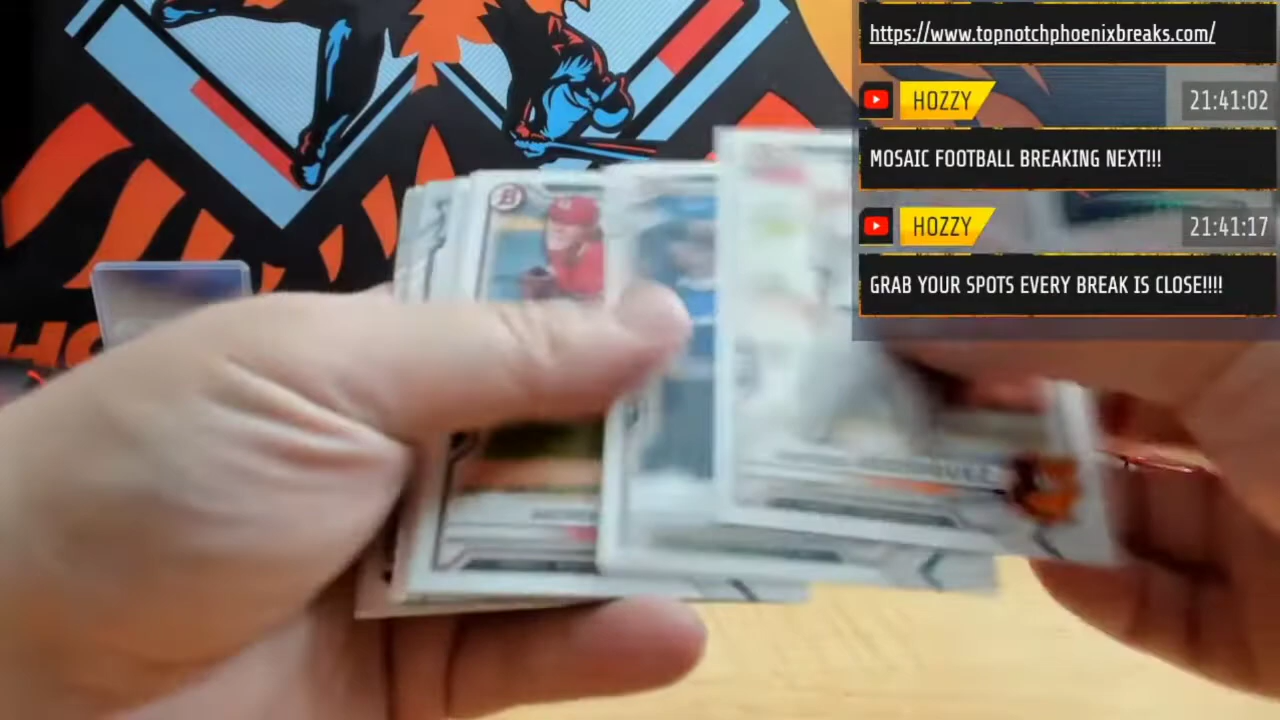 https://www.topnotchphoenixbreaks.com/
HOZZY
21:41:02
MOSAIC FOOTBALL BREAKING NEXT!!!
HOZZY
21:41:17
GRAB YOUR SPOTS EVERY BREAK IS CLOSE!!!!
B